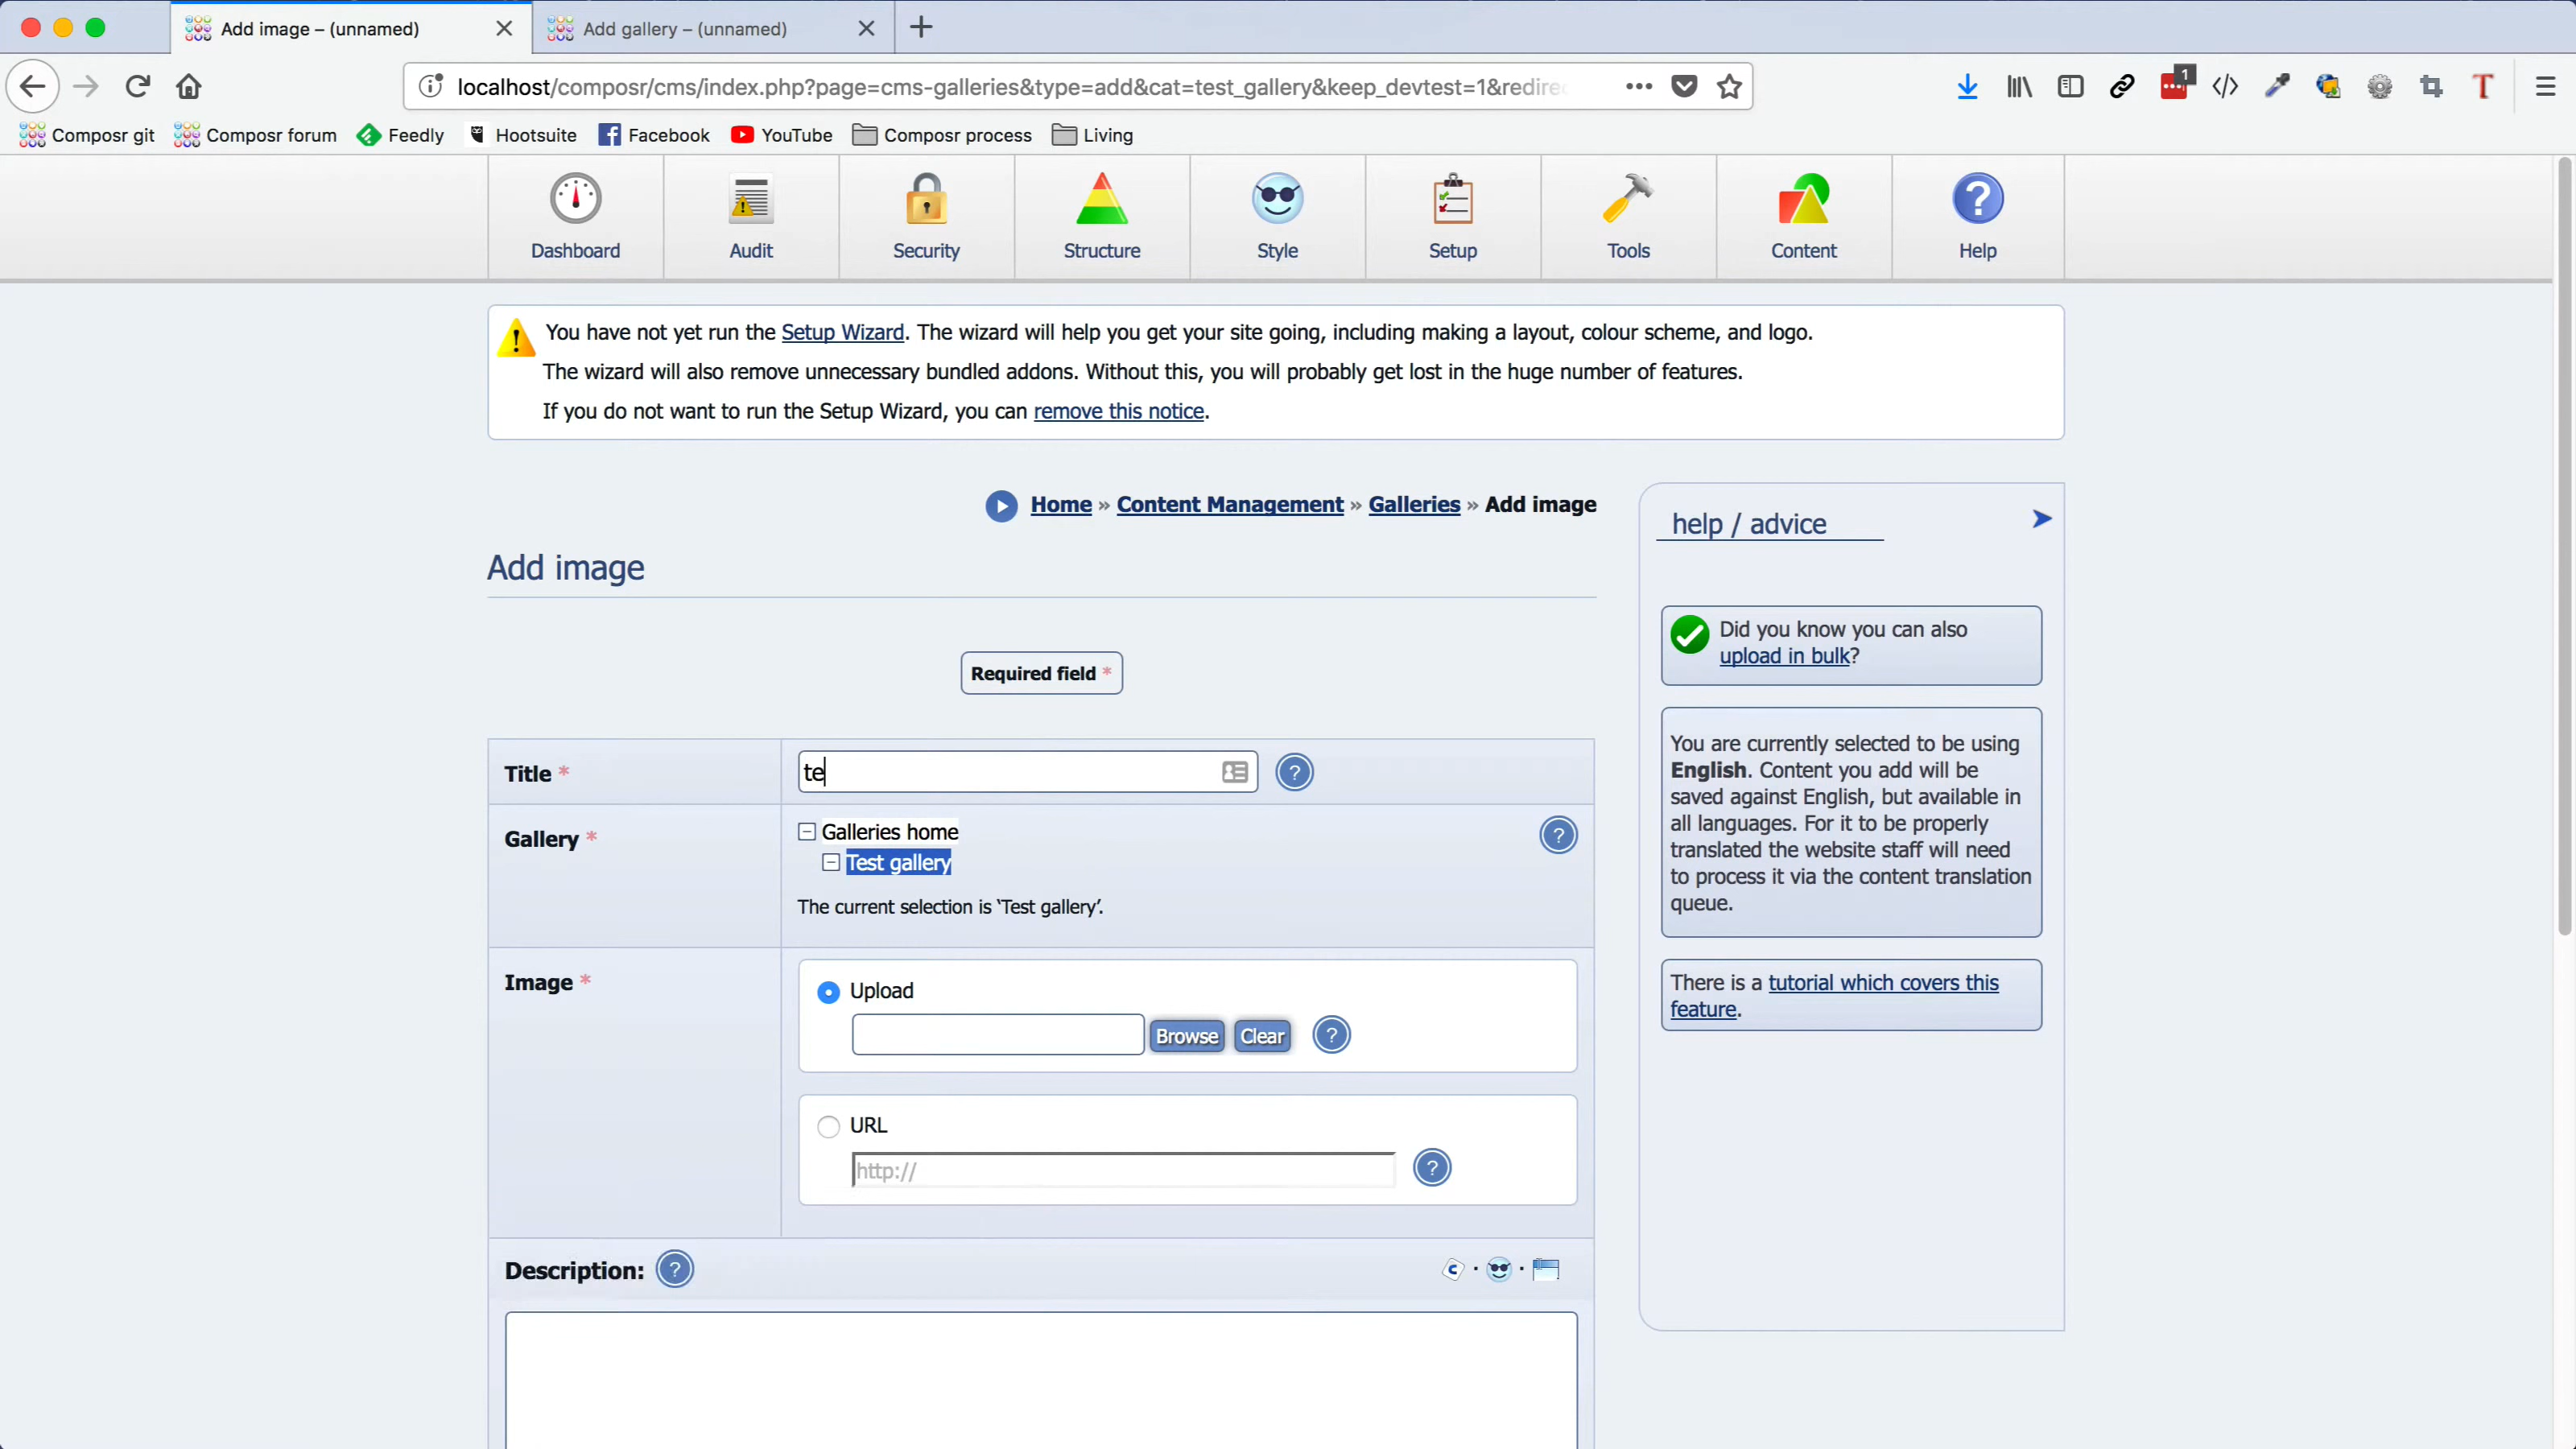 Add image – (unnamed)
Add gallery – (unnamed)
localhost/composr/cms/index.php?page=cms-galleries&type=add&cat=test_gallery&keep_devtest=1&redire
1
Composr git
Composr forum
Feedly
Hootsuite
Facebook
YouTube
Composr process
Living
Dashboard
Audit
Security
Structure
Style
Setup
Tools
Content
Help
You have not yet run the Setup Wizard. The wizard will help you get your site going, including making a layout, colour scheme, and logo.
The wizard will also remove unnecessary bundled addons. Without this, you will probably get lost in the huge number of features.
If you do not want to run the Setup Wizard, you can remove this notice.
Home » Content Management » Galleries » Add image
Add image
Required field *
Title *
te
Gallery *
Galleries home
Test gallery
The current selection is ‘Test gallery’.
Image *
Upload
Browse
Clear
URL
http://
Description:
help / advice
Did you know you can also
upload in bulk?
You are currently selected to be using
English. Content you add will be
saved against English, but available in
all languages. For it to be properly
translated the website staff will need
to process it via the content translation
queue.
There is a tutorial which covers this
feature.